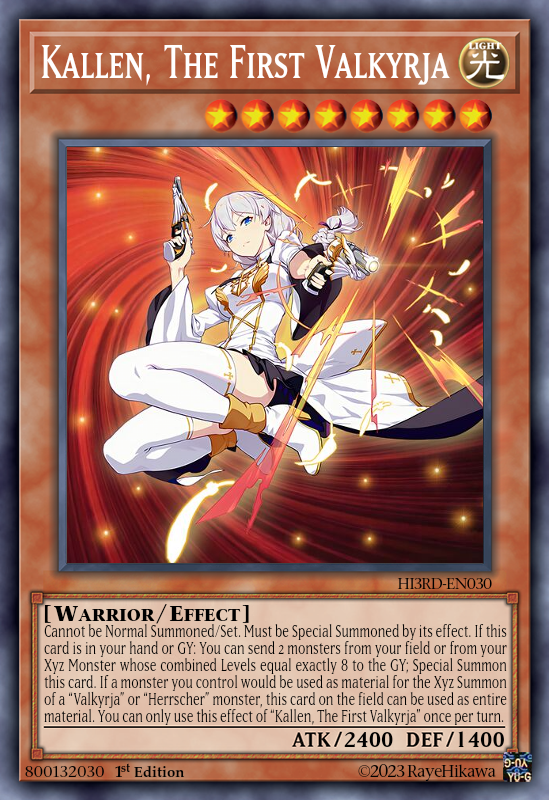 KALLEN, THE FIRST VALKYRJA
LIGHT
光
HI3RD-EN030
[WARRIOR/EFFECT]
Cannot be Normal Summoned/Set. Must be Special Summoned by its effect. If this
card is in your hand or GY: You can send 2 monsters from your field or from your
Xyz Monster whose combined Levels equal exactly 8 to the GY; Special Summon
this card. If a monster you control would be used as material for the Xyz Summon
of a “Valkyrja” or “Herrscher” monster, this card on the field can be used as entire
material. You can only use this effect of “Kallen, The First Valkyrja” once per turn.
ATK/2400 DEF/1400
800132030 1st Edition ©2023 RayeHikawa
YU-G